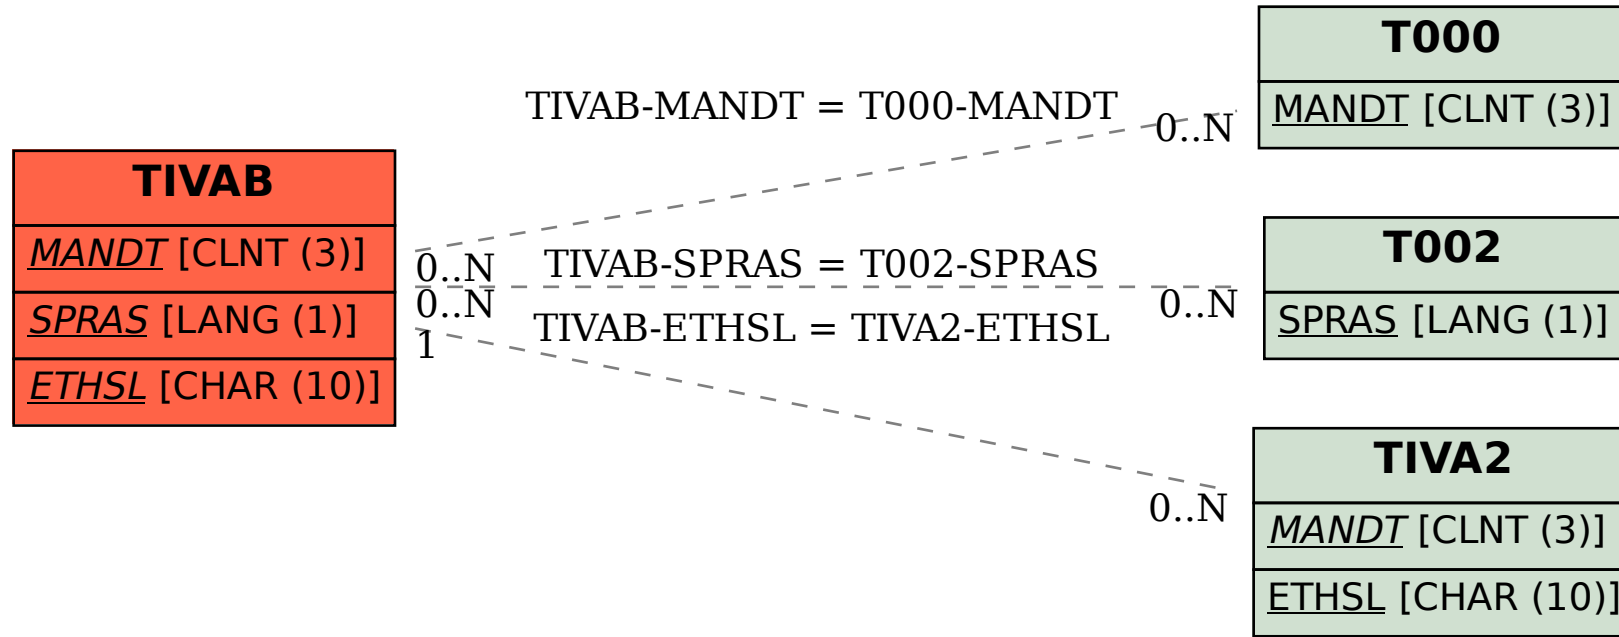 TIVAB
MANDT [CLNT (3)]
SPRAS [LANG (1)]
ETHSL [CHAR (10)]
TIVAB-MANDT = T000-MANDT
0..N
0..N
TIVAB-SPRAS = T002-SPRAS
0..N
0..N
TIVAB-ETHSL = TIVA2-ETHSL
1
0..N
T000
MANDT [CLNT (3)]
T002
SPRAS [LANG (1)]
TIVA2
MANDT [CLNT (3)]
ETHSL [CHAR (10)]